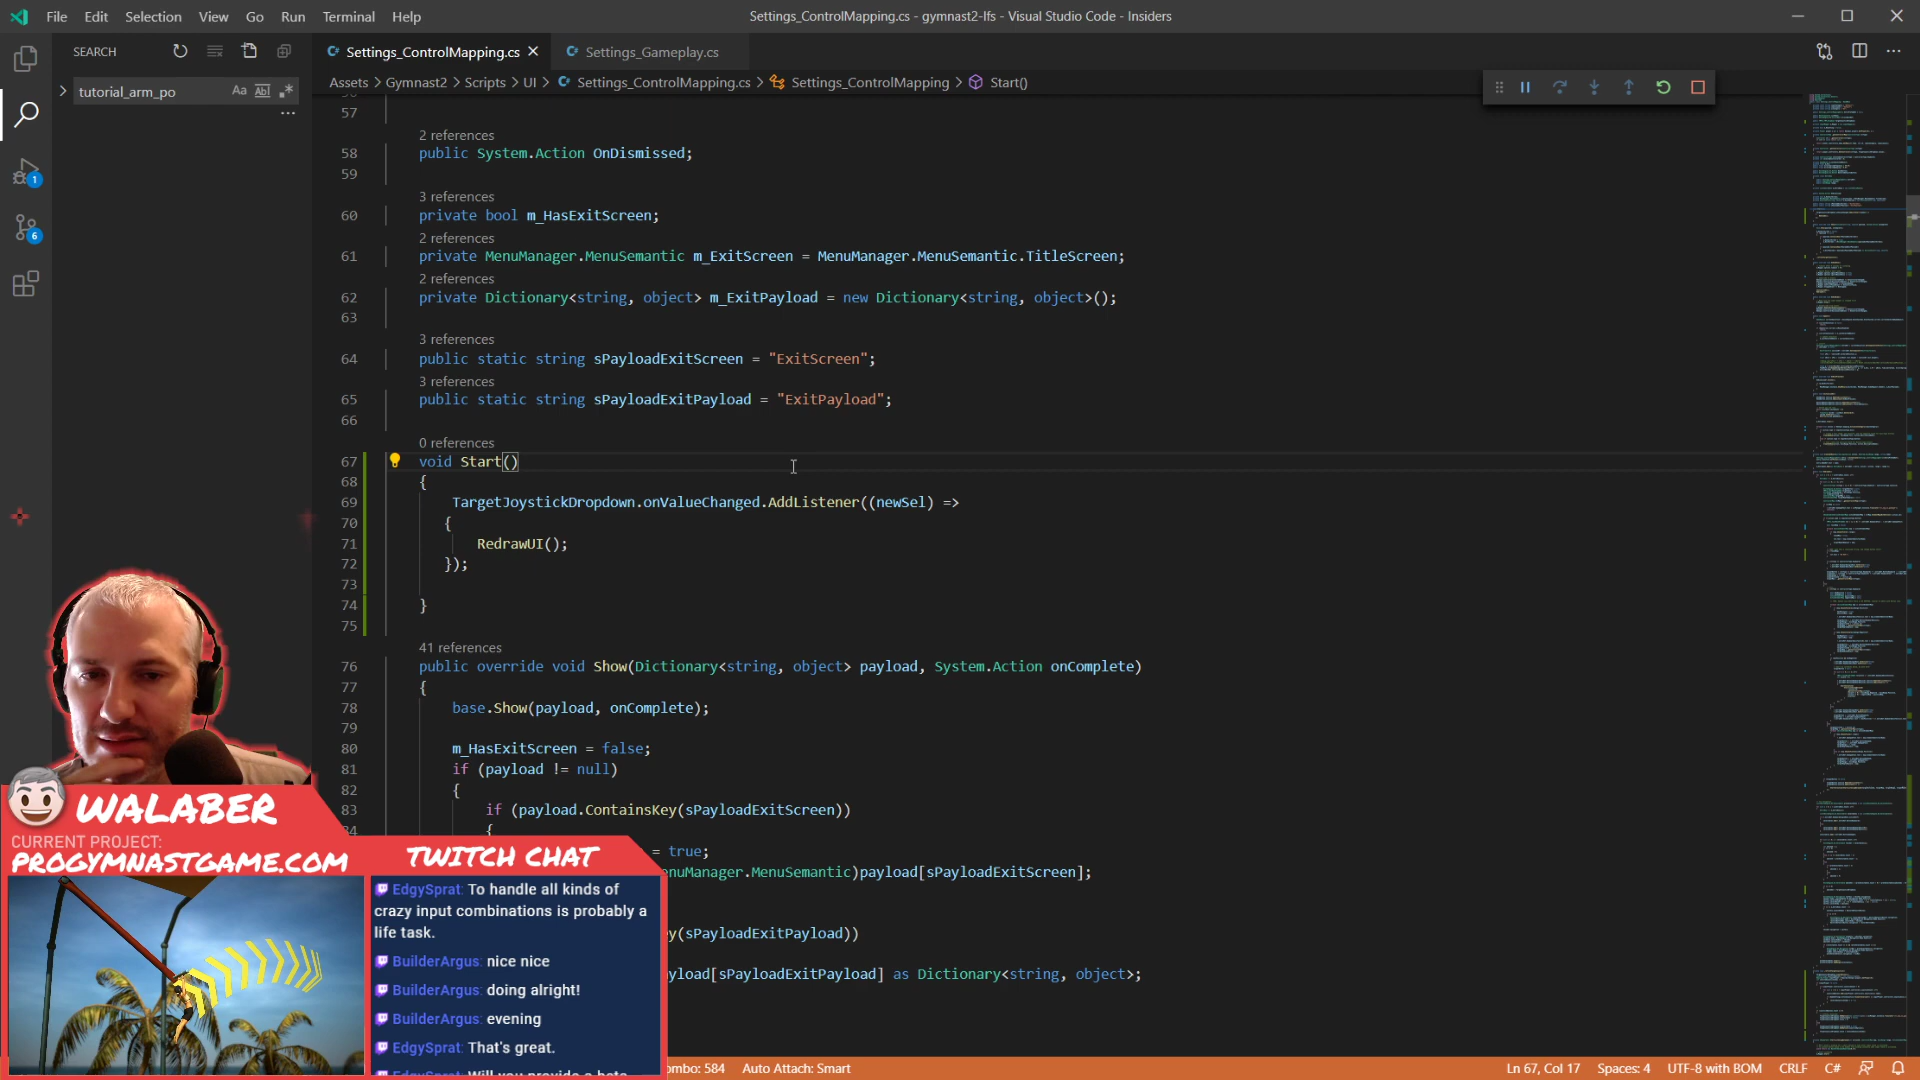 File Edit Selection View Go Run Terminal Help
Settings_ControlMapping.cs - gymnast2-lfs - Visual Studio Code - Insiders
SEARCH
Settings_ControlMapping.cs
Settings_Gameplay.cs
tutorial_arm_po
Assets > Gymnast2 > Scripts > UI > Settings_ControlMapping.cs > Settings_ControlMapping > Start()
57
2 references
58 public System.Action OnDismissed;
59
3 references
60 private bool m_HasExitScreen;
2 references
61 private MenuManager.MenuSemantic m_ExitScreen = MenuManager.MenuSemantic.TitleScreen;
2 references
62 private Dictionary<string, object> m_ExitPayload = new Dictionary<string, object>();
63
3 references
64 public static string sPayloadExitScreen = "ExitScreen";
3 references
65 public static string sPayloadExitPayload = "ExitPayload";
66
0 references
67 void Start()
68 {
69 TargetJoystickDropdown.onValueChanged.AddListener((newSel) =>
70 {
71 RedrawUI();
72 });
73
74 }
75
41 references
76 public override void Show(Dictionary<string, object> payload, System.Action onComplete)
77 {
78 base.Show(payload, onComplete);
79
80 m_HasExitScreen = false;
81 if (payload != null)
82 {
83 if (payload.ContainsKey(sPayloadExitScreen))
84 {
= true;
enuManager.MenuSemantic)payload[sPayloadExitScreen];
y(sPayloadExitPayload))
yload[sPayloadExitPayload] as Dictionary<string, object>;
1
6
WALABER
CURRENT PROJECT:
PROGYMNASTGAME.COM
TWITCH CHAT
EdgySprat: To handle all kinds of
crazy input combinations is probably a
life task.
BuilderArgus: nice nice
BuilderArgus: doing alright!
BuilderArgus: evening
EdgySprat: That's great.
ombo: 584 Auto Attach: Smart
Ln 67, Col 17 Spaces: 4 UTF-8 with BOM CRLF C#